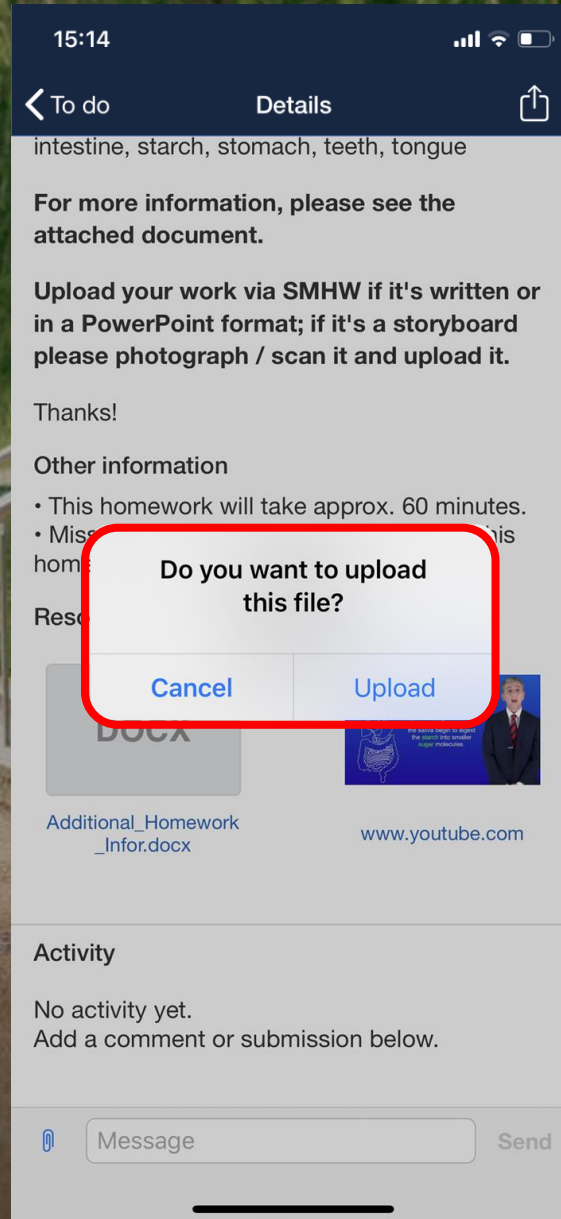 15:14
To do
Details
intestine, starch, stomach, teeth, tongue
For more information, please see the
attached document.
Upload your work via SMHW if it's written or
in a PowerPoint format; if it's a storyboard
please photograph / scan it and upload it.
Thanks!
Other information
• This homework will take approx. 60 minutes.
• Miss
his
home
Do you want to upload
this file?
Reso
Cancel
Upload
DOCX
the saliva begin to digest
the starch into smaller
sugar molecules.
Additional_Homework
_Infor.docx
www.youtube.com
Activity
No activity yet.
Add a comment or submission below.
Message
Send